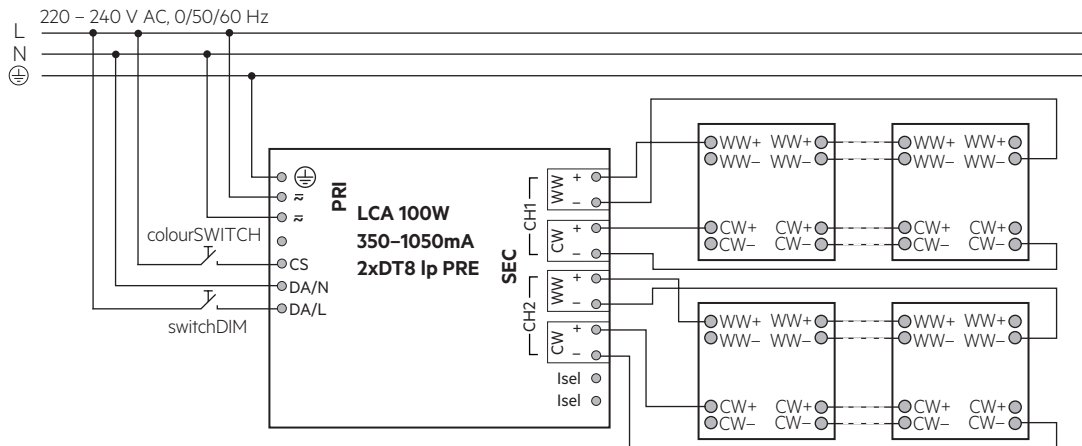 220 – 240 V AC, 0/50/60 Hz
L
N
PRI
LCA 100W
350–1050mA
2xDT8 lp PRE
SEC
colourSWITCH
CS
DA/N
DA/L
switchDIM
CH1
WW + –
CW + –
CH2
WW + –
CW + –
Isel
Isel
WW+ WW+ WW+ WW+
WW– WW– WW– WW–
CW+ CW+ CW+ CW+
CW– CW– CW– CW–
WW+ WW+ WW+ WW+
WW– WW– WW– WW–
CW+ CW+ CW+ CW+
CW– CW– CW– CW–